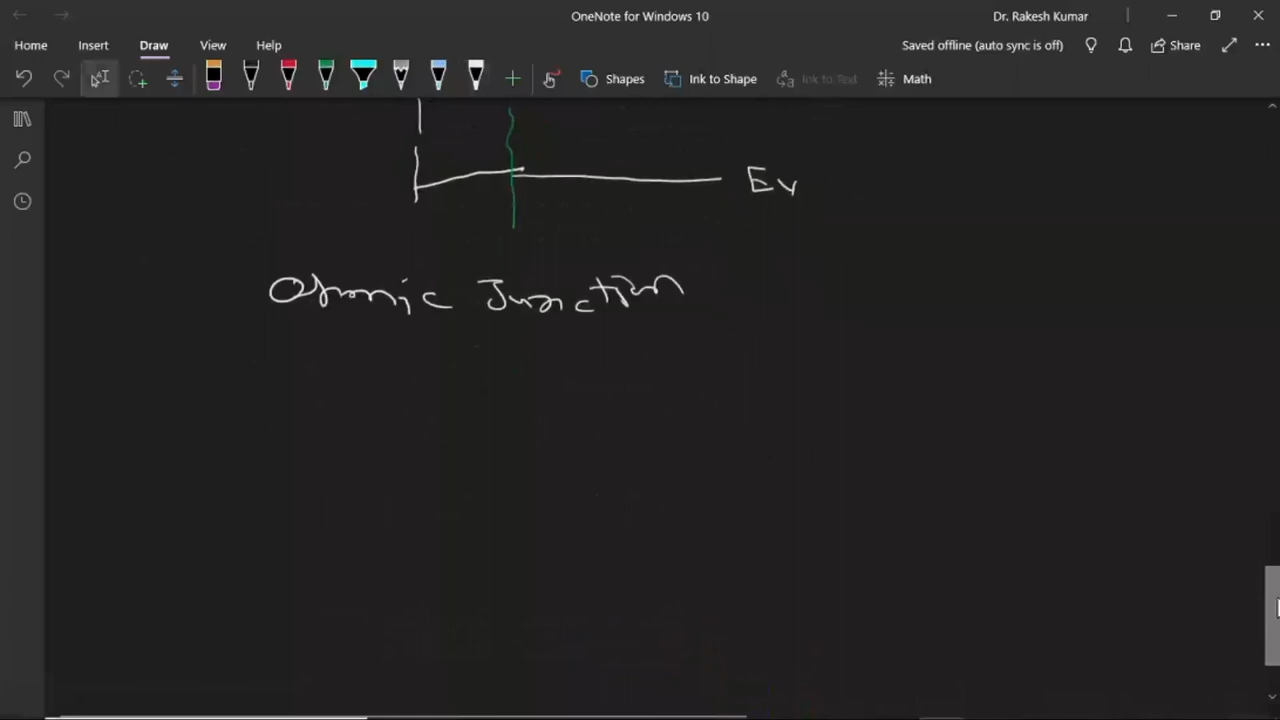 OneNote for Windows 10
Dr. Rakesh Kumar
Home Insert Draw View Help
Saved offline (auto sync is off)
Share
Shapes
Ink to Shape
Ink to Text
Math
Ev
Ohmic Junction